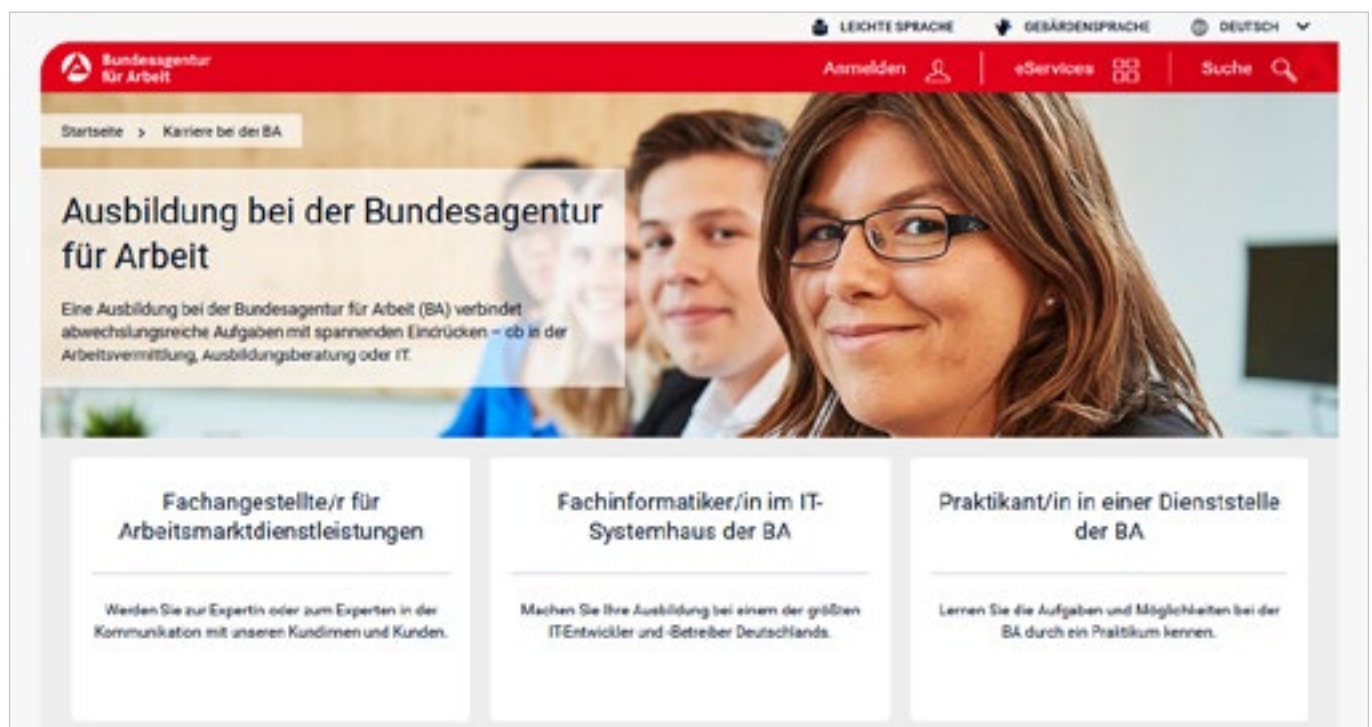 LEICHTE SPRACHE GEBÄRDENSPRACHE DEUTSCH
Bundesagentur
für Arbeit
Anmelden eServices Suche
Startseite > Karriere bei der BA
Ausbildung bei der Bundesagentur
für Arbeit
Eine Ausbildung bei der Bundesagentur für Arbeit (BA) verbindet
abwechslungsreiche Aufgaben mit spannenden Eindrücken – ob in der
Arbeitsvermittlung, Ausbildungsberatung oder IT.
Fachangestellte/r für
Arbeitsmarktdienstleistungen
Werden Sie zur Expertin oder zum Experten in der
Kommunikation mit unseren Kundinnen und Kunden.
Fachinformatiker/in im IT-
Systemhaus der BA
Machen Sie Ihre Ausbildung bei einem der größten
IT-Entwickler und -Betreiber Deutschlands.
Praktikant/in in einer Dienststelle
der BA
Lernen Sie die Aufgaben und Möglichkeiten bei der
BA durch ein Praktikum kennen.